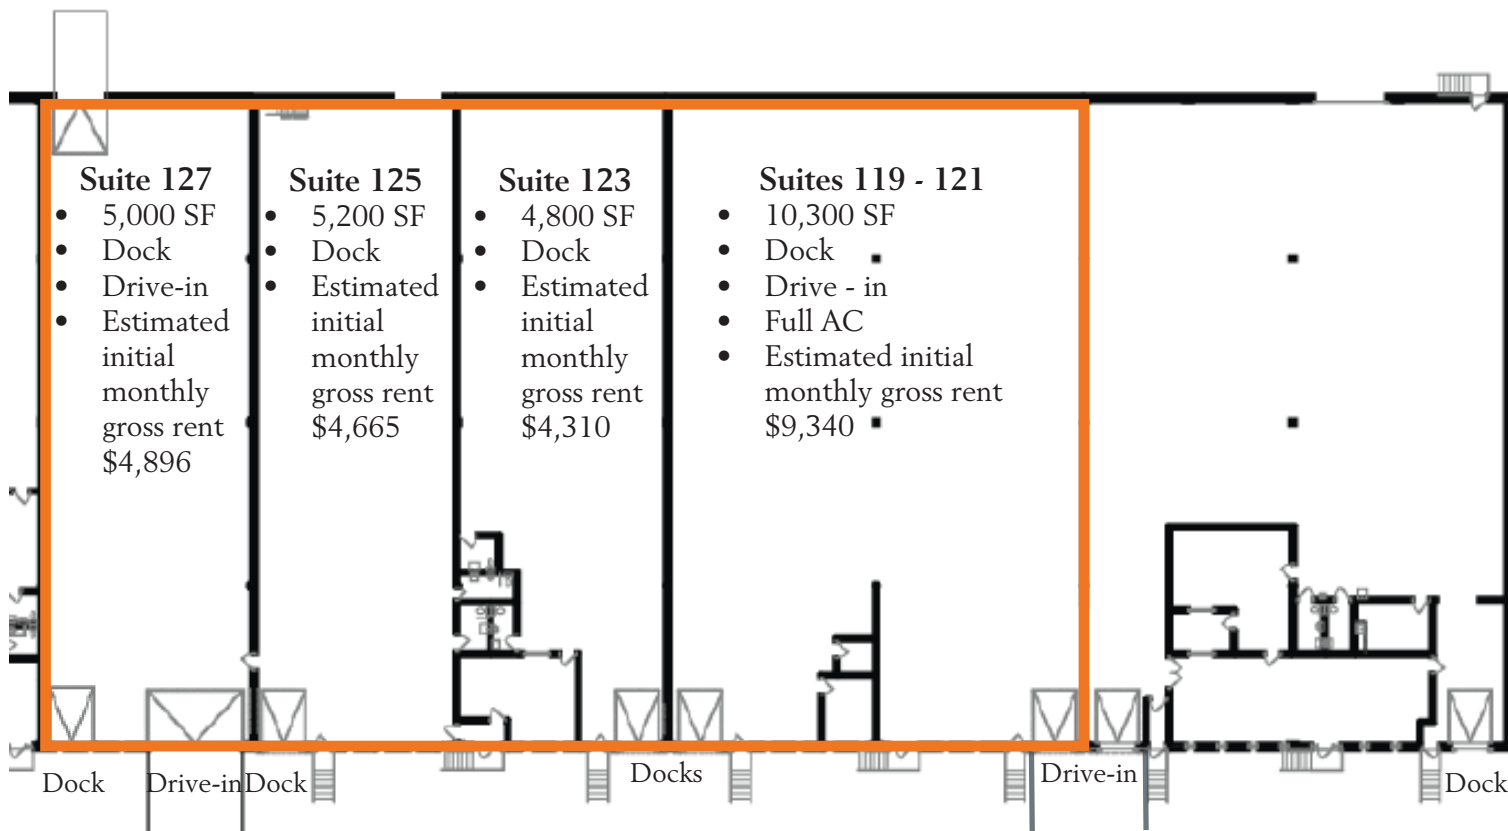 Suite 127
• 5,000 SF
• Dock
• Drive-in
• Estimated
initial
monthly
gross rent
$4,896
Suite 125
• 5,200 SF
• Dock
• Estimated
initial
monthly
gross rent
$4,665
Suite 123
• 4,800 SF
• Dock
• Estimated
initial
monthly
gross rent
$4,310
Suites 119 - 121
• 10,300 SF
• Dock
• Drive - in
• Full AC
• Estimated initial
monthly gross rent
$9,340
Dock
Drive-in
Dock
Docks
Drive-in
Dock